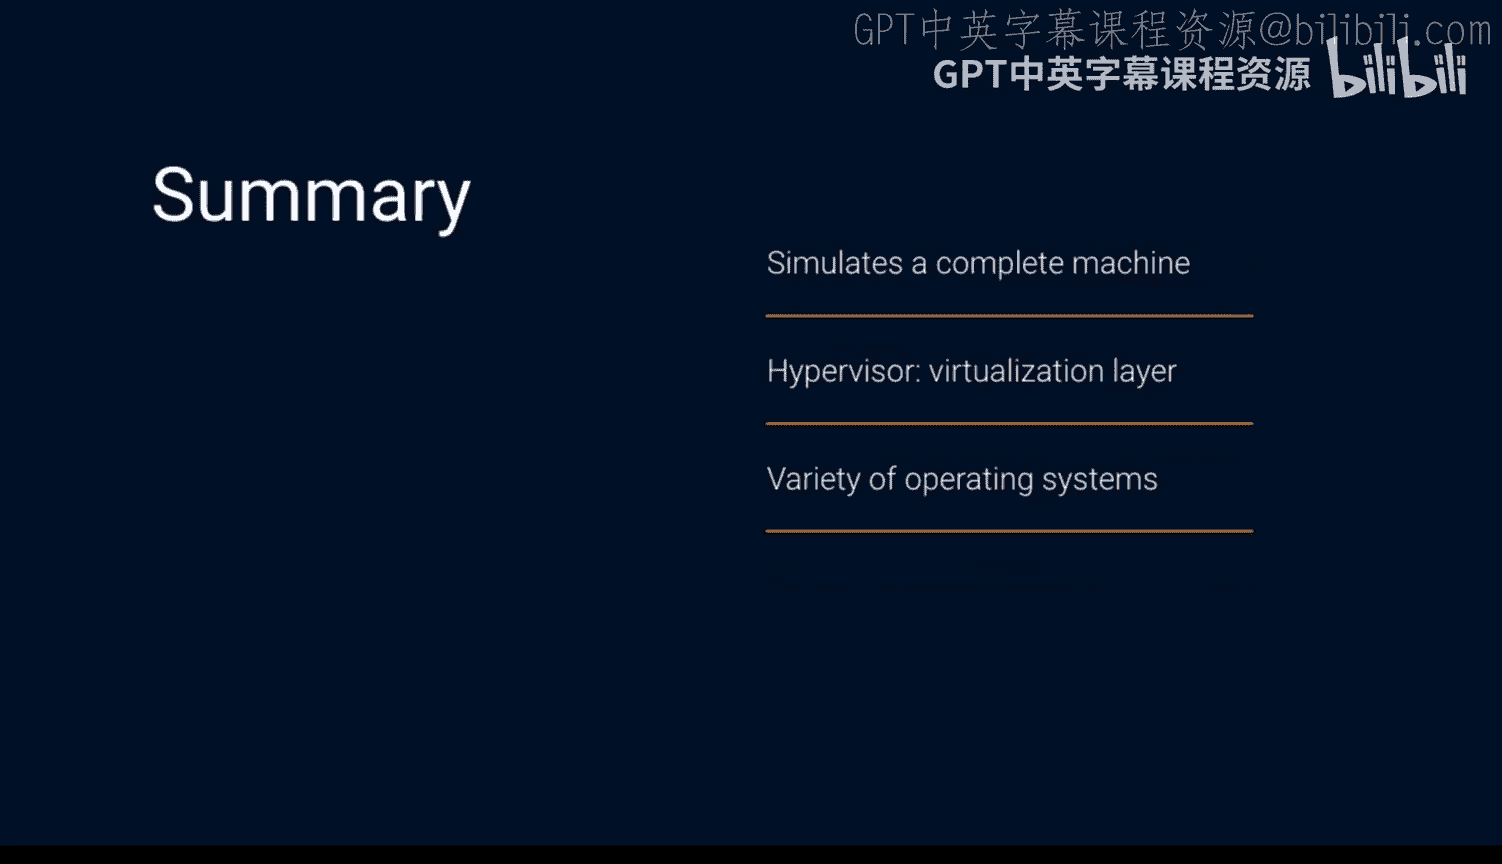 GPT中英字幕课程资源@bilibili.com
GPT中英字幕课程资源 bilibili
Summary
Simulates a complete machine
Hypervisor: virtualization layer
Variety of operating systems